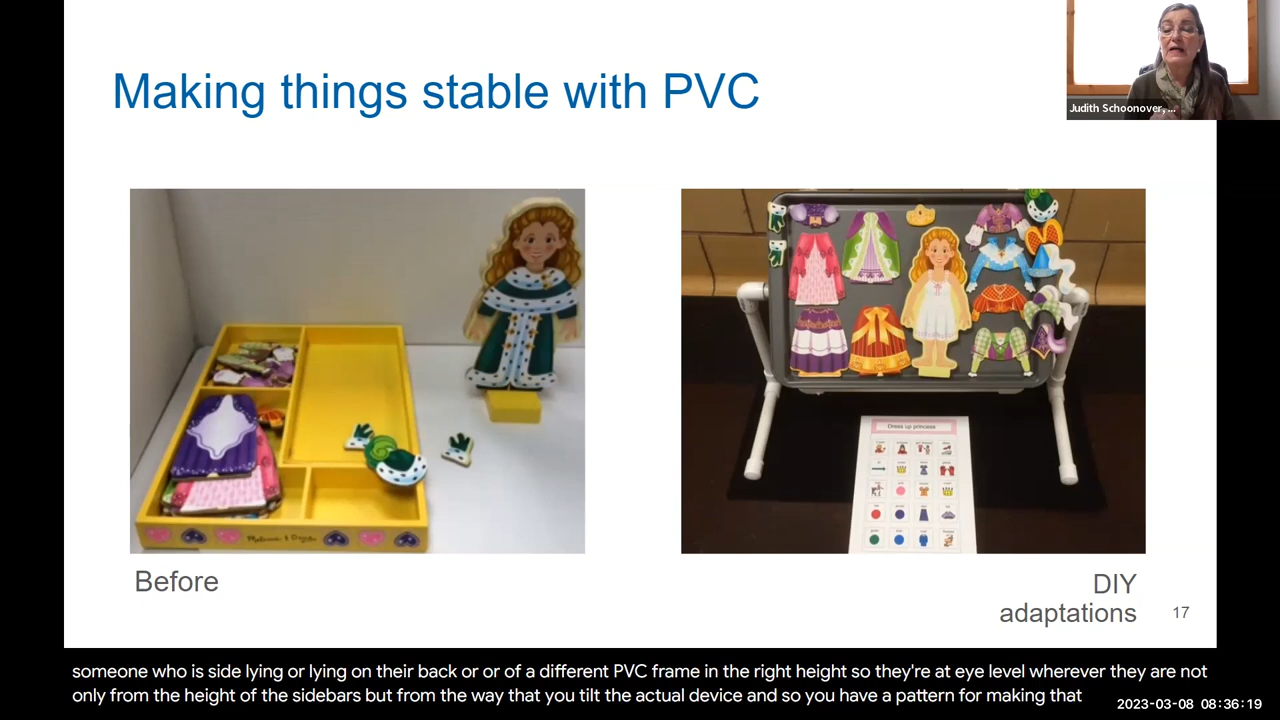 Making things stable with PVC
Judith Schoonover, ...
Melissa & Doug
Dress up princess
Before
DIY
adaptations
17
someone who is side lying or lying on their back or or of a different PVC frame in the right height so they're at eye level wherever they are not
only from the height of the sidebars but from the way that you tilt the actual device and so you have a pattern for making that
2023-03-08 08:36:19